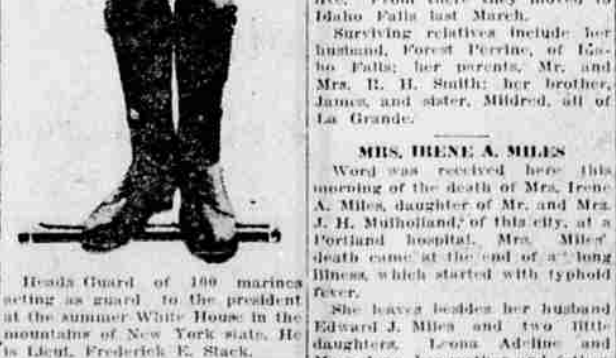 Heads Guard of 100 marines
acting as guard to the president
at the summer White House in the
mountains of New York state. He
is Lieut. Frederick E. Stack.
From there they moved to
Idaho Falls last March.
Surviving relatives include her
husband, Forest Perrine, of Ida-
ho Falls; her parents, Mr. and
Mrs. R. H. Smith; her brother,
James, and sister, Mildred, all of
La Grande.
MRS. IRENE A. MILES
Word was received here this
morning of the death of Mrs. Irene
A. Miles, daughter of Mr. and Mrs.
J. H. Mulholland, of this city, at a
Portland hospital. Mrs. Miles'
death came at the end of a long
illness, which started with typhoid
fever.
She leaves besides her husband
Edward J. Miles and two little
daughters, Leona Adeline and